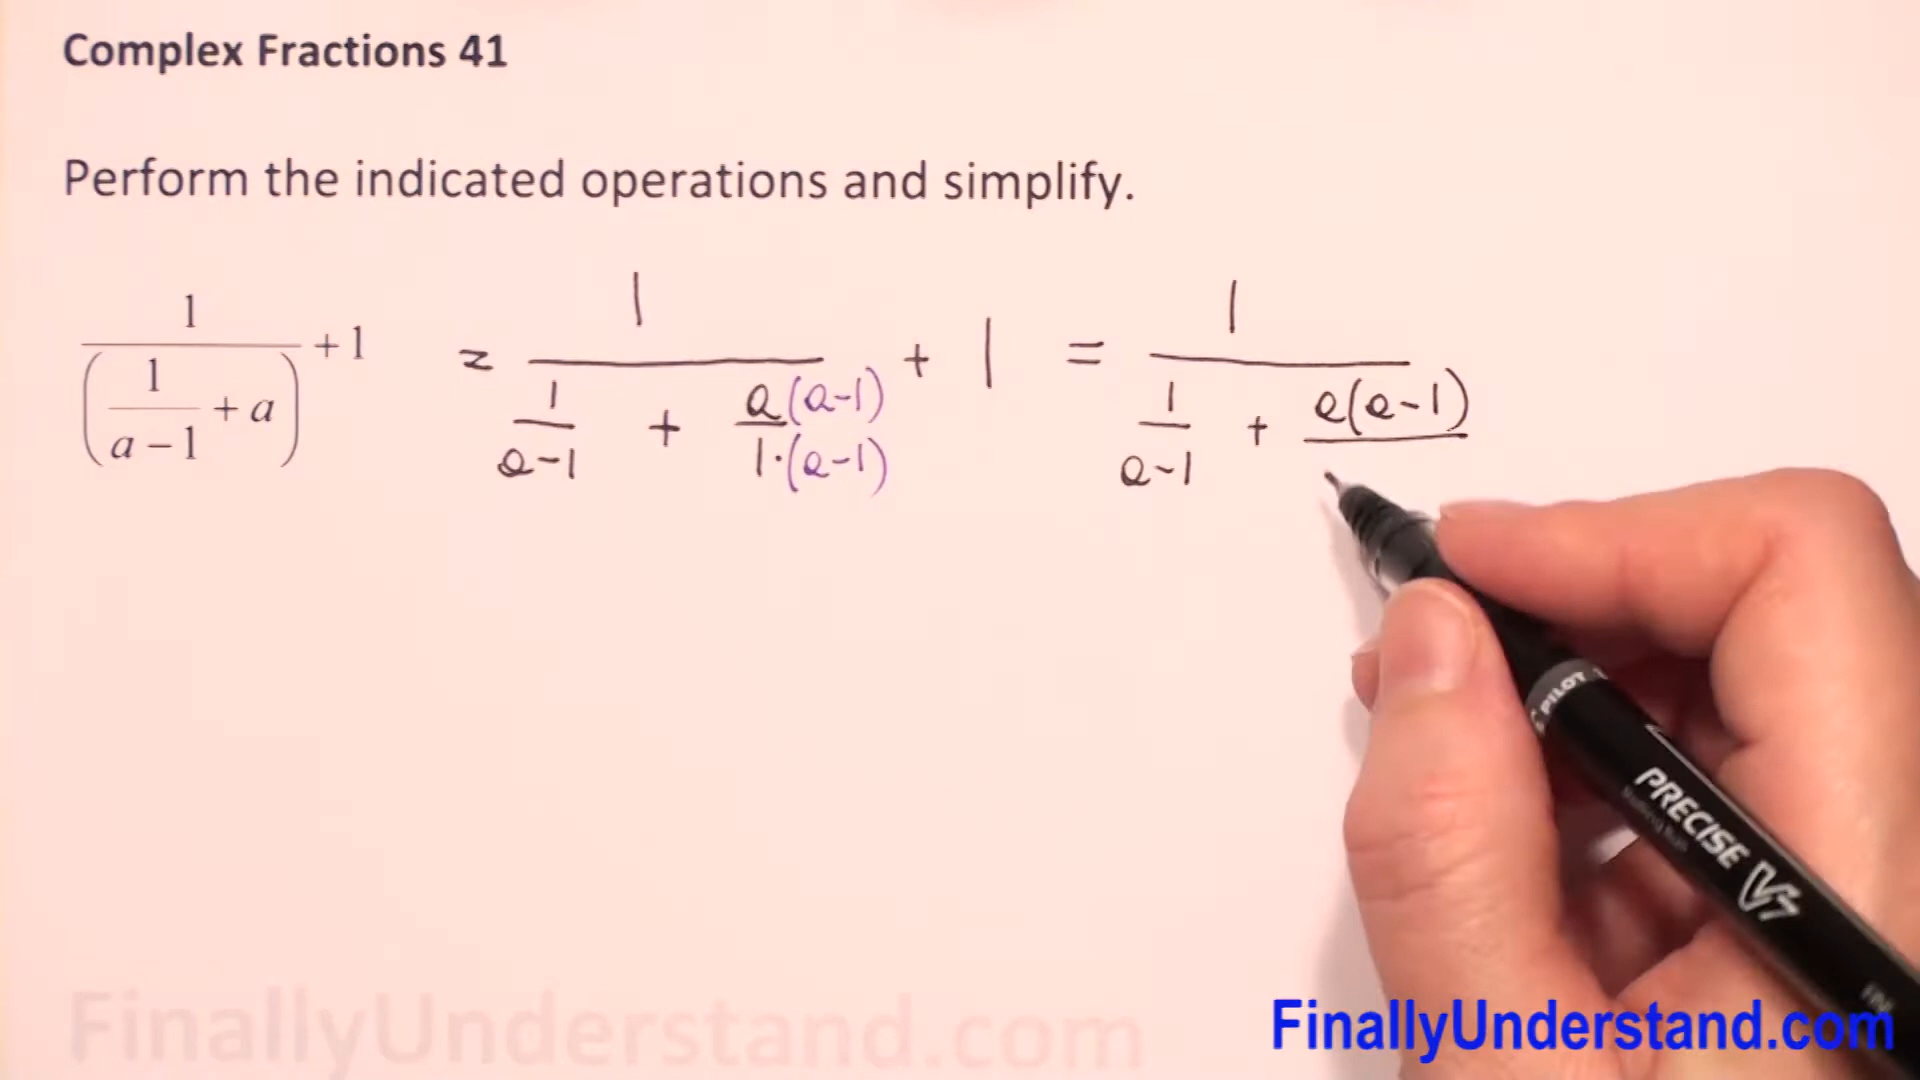 Complex Fractions 41
Perform the indicated operations and simplify.
1/(1/(a-1) + a) + 1 = 1/(1/(a-1) + a(a-1)/1·(a-1)) + 1 = 1/(1/(a-1) + a(a-1)/
PILOT
PRECISE V7
FinallyUnderstand.com
FinallyUnderstand.com